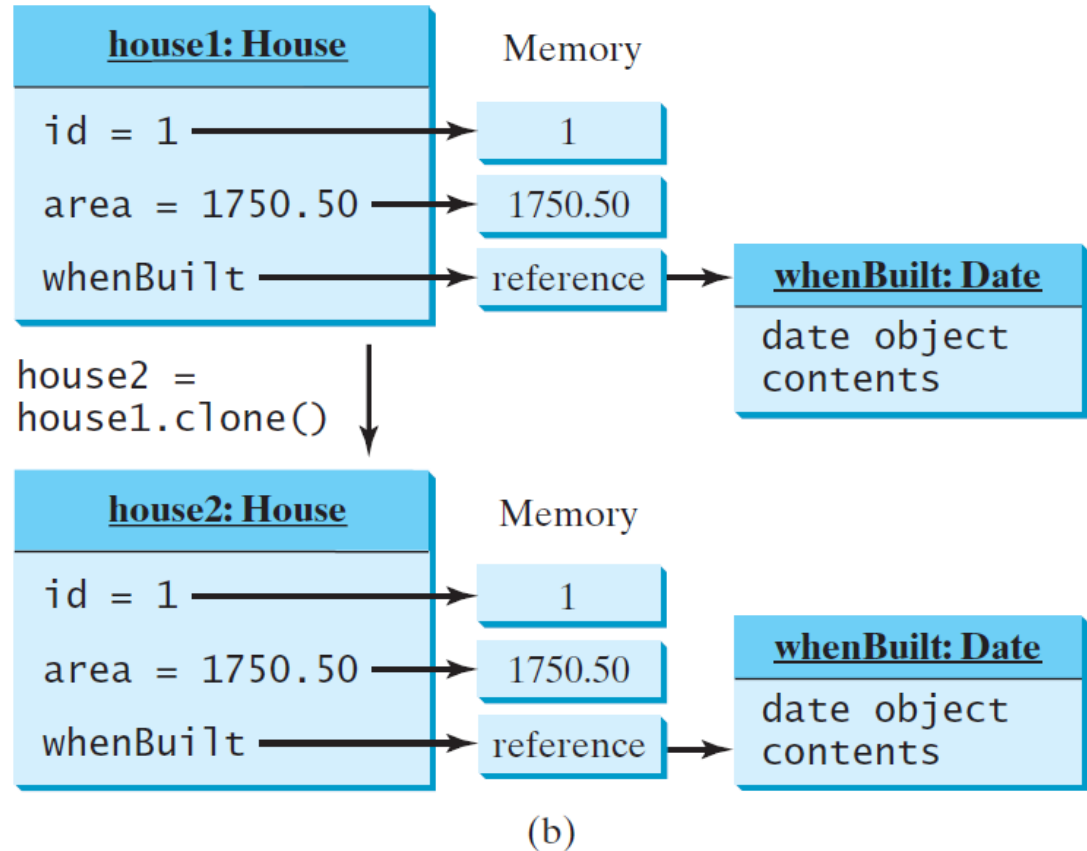 house1: House
Memory
id = 1
1
area = 1750.50
1750.50
whenBuilt
reference
whenBuilt: Date
date object
contents
house2 =
house1.clone()
house2: House
Memory
id = 1
1
area = 1750.50
1750.50
whenBuilt
reference
whenBuilt: Date
date object
contents
(b)